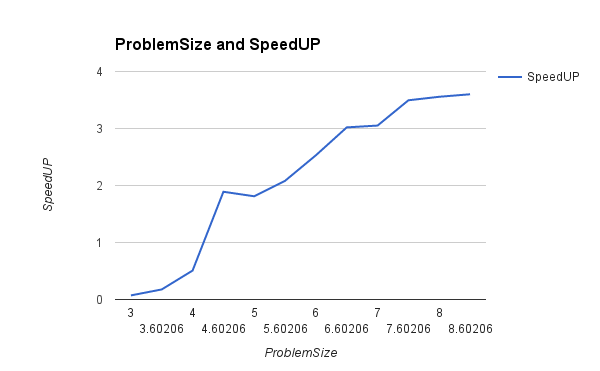 ProblemSize and SpeedUP
SpeedUP
4
3
2
1
0
SpeedUP
3 4 5 6 7 8
3.60206 4.60206 5.60206 6.60206 7.60206 8.60206
ProblemSize